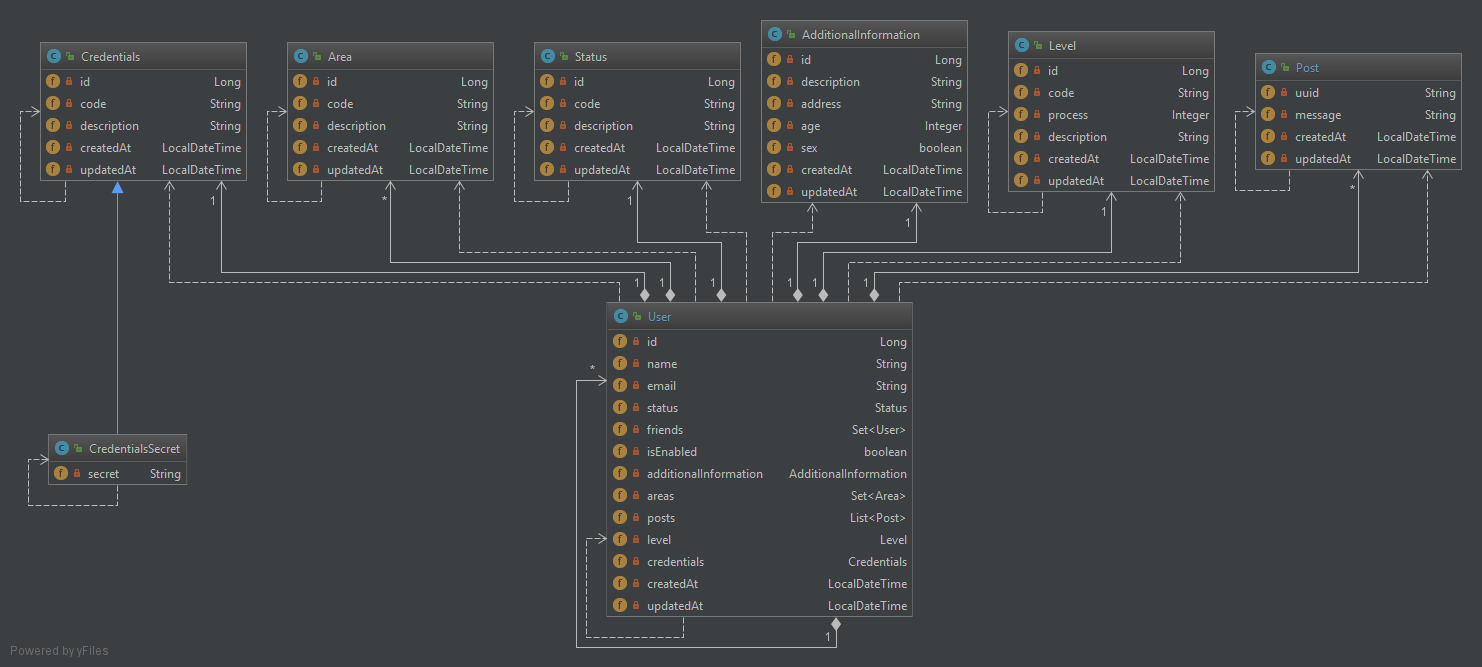 Credentials
id Long
code String
description String
createdAt LocalDateTime
updatedAt LocalDateTime
Area
id Long
code String
description String
createdAt LocalDateTime
updatedAt LocalDateTime
Status
id Long
code String
description String
createdAt LocalDateTime
updatedAt LocalDateTime
AdditionalInformation
id Long
description String
address String
age Integer
sex boolean
createdAt LocalDateTime
updatedAt LocalDateTime
Level
id Long
code String
process Integer
description String
createdAt LocalDateTime
updatedAt LocalDateTime
Post
uuid String
message String
createdAt LocalDateTime
updatedAt LocalDateTime
1 * 1 1 1 *
1 1 1 1 1 1
CredentialsSecret
secret String
User
id Long
name String
* email String
status Status
friends Set<User>
isEnabled boolean
additionalInformation AdditionalInformation
areas Set<Area>
posts List<Post>
level Level
credentials Credentials
createdAt LocalDateTime
updatedAt LocalDateTime
1
Powered by yFiles